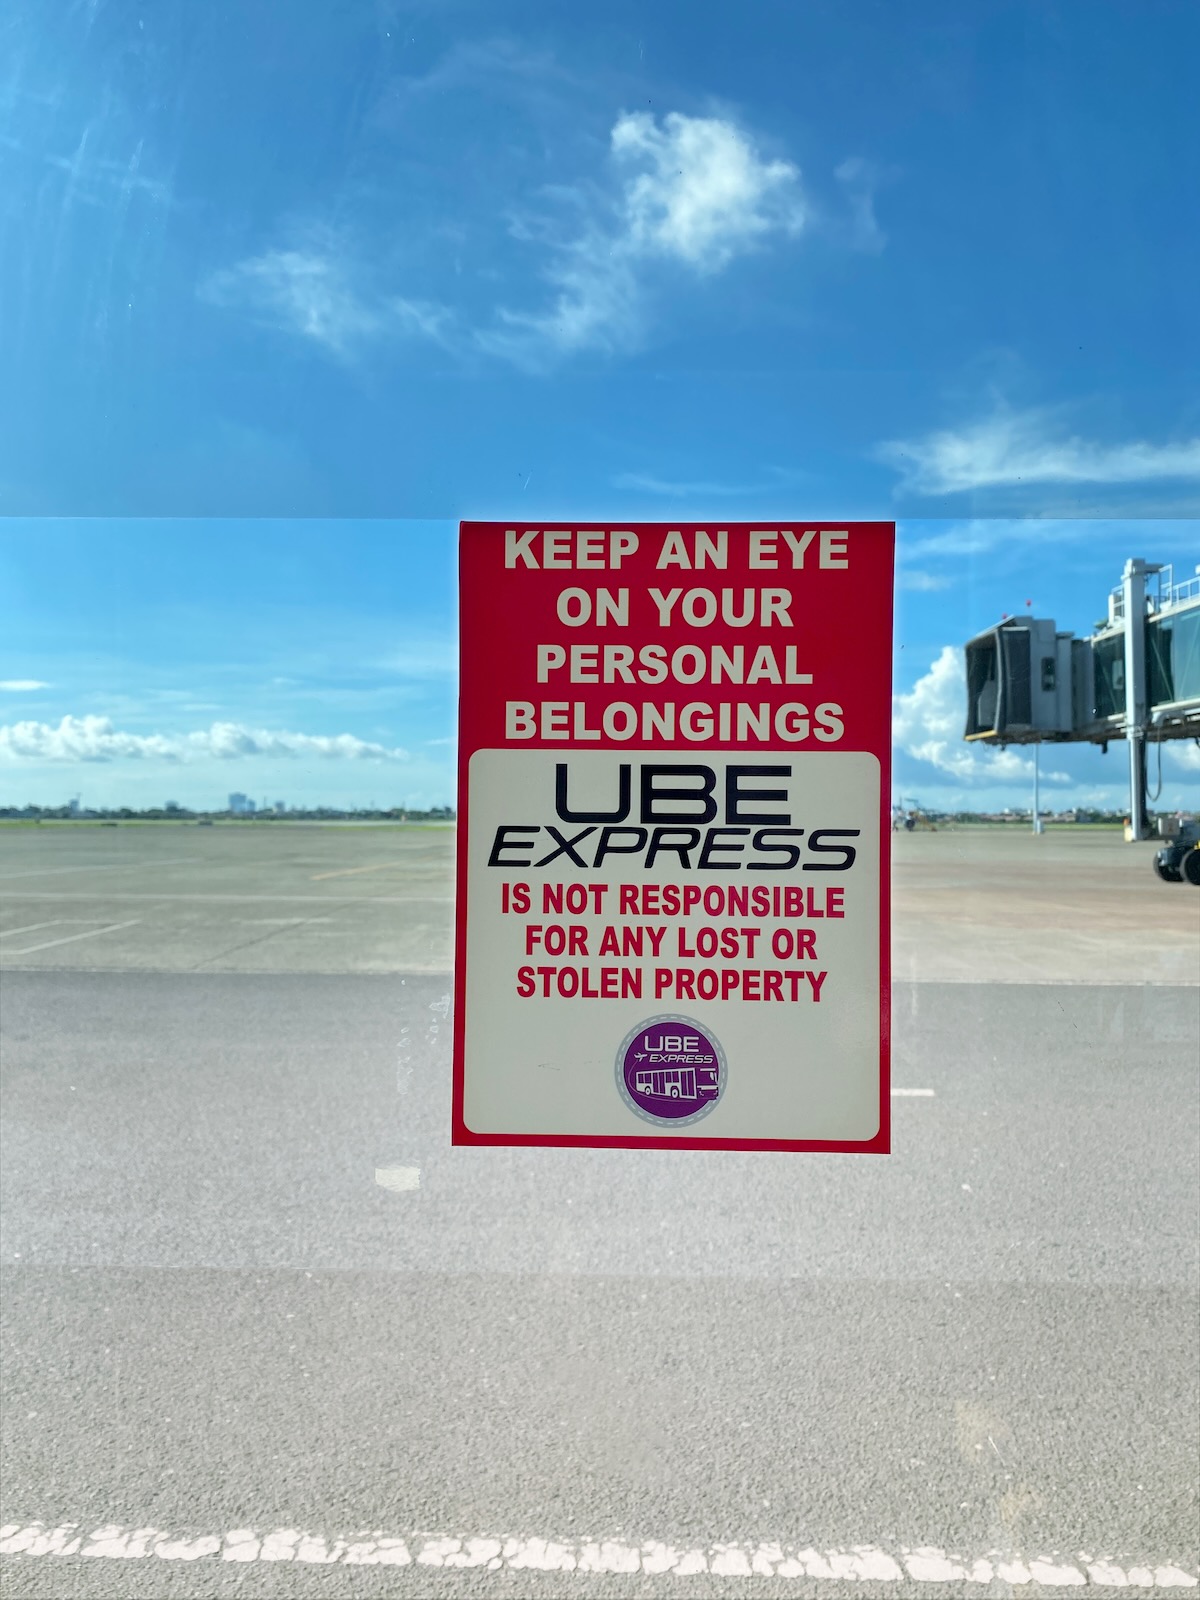 KEEP AN EYE
ON YOUR
PERSONAL
BELONGINGS
UBE
EXPRESS
IS NOT RESPONSIBLE
FOR ANY LOST OR
STOLEN PROPERTY
UBE
EXPRESS